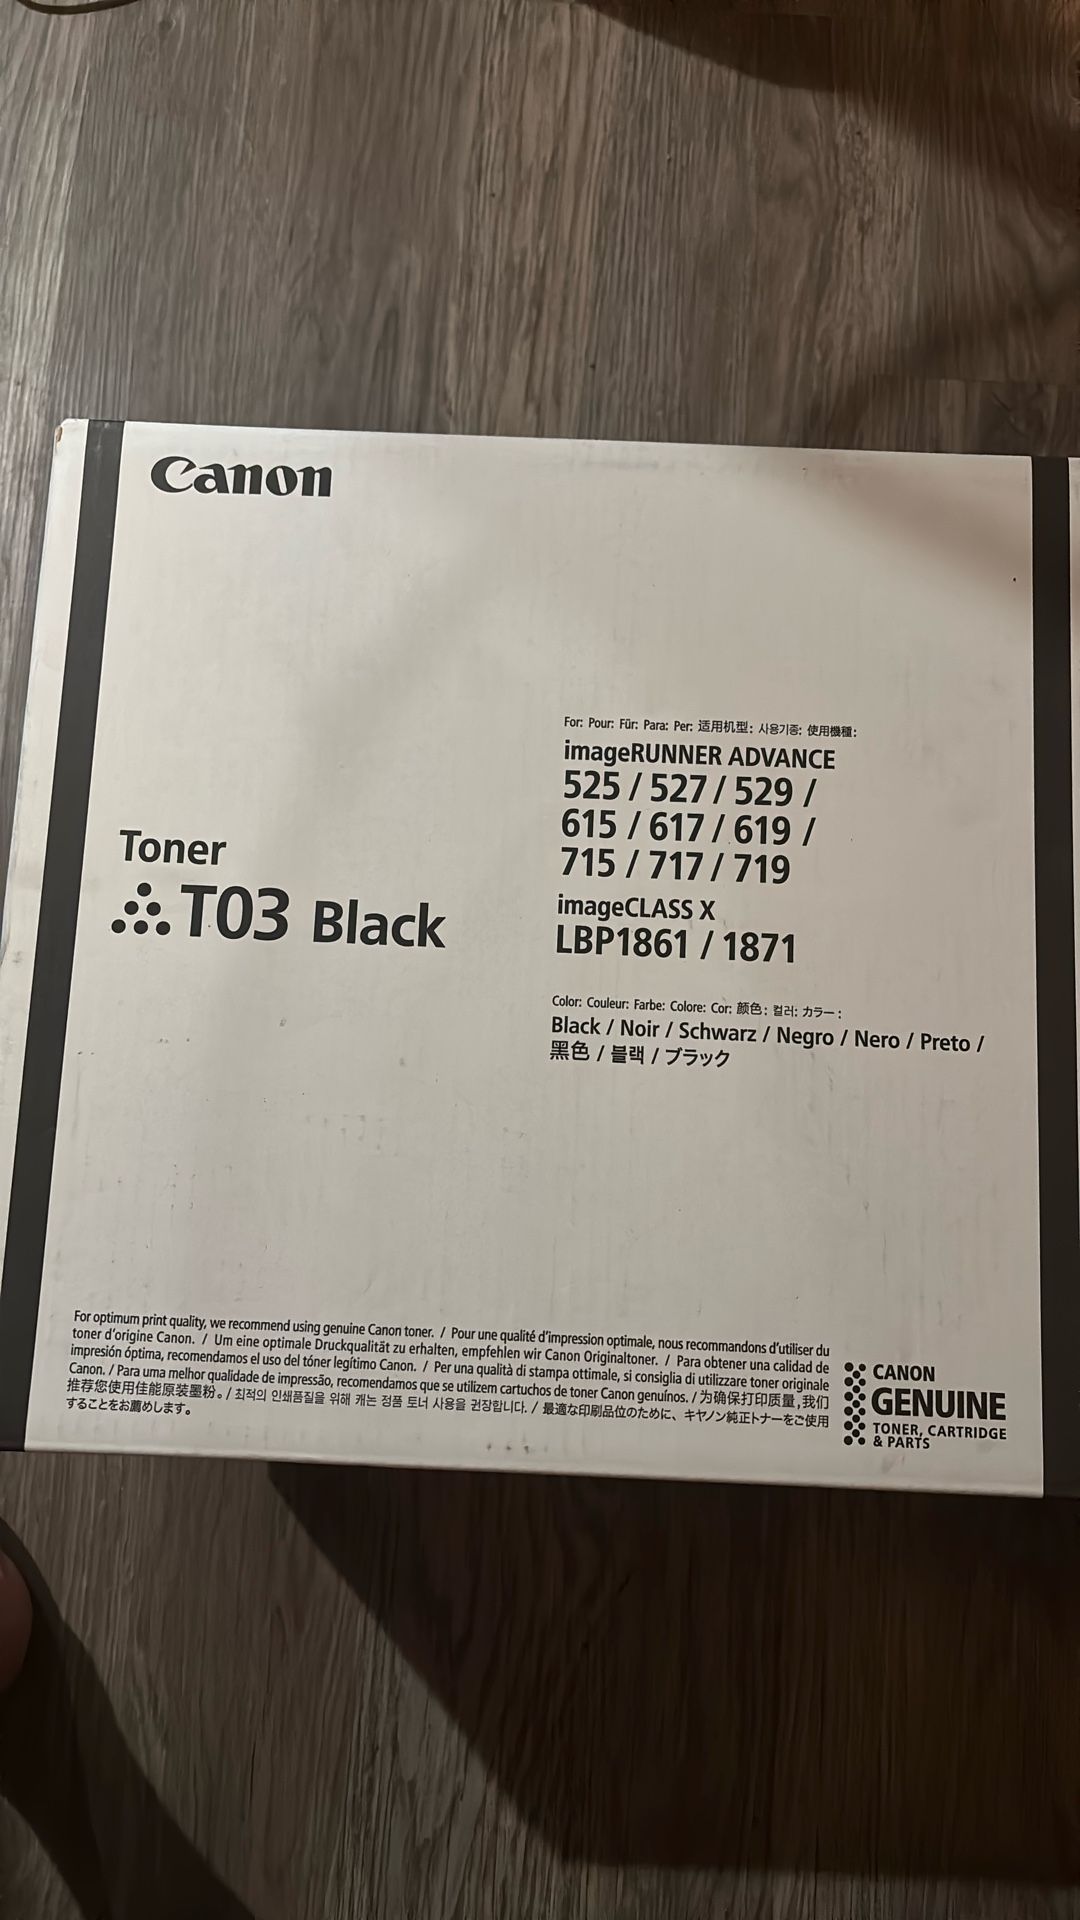 Canon
For: Pour: Für: Para: Per: 适用机型: 사용기종: 使用機種:
imageRUNNER ADVANCE
525 / 527 / 529 /
615 / 617 / 619 /
715 / 717 / 719
imageCLASS X
LBP1861 / 1871
Toner
T03 Black
Color: Couleur: Farbe: Colore: Cor: 颜色: 컬러: カラー:
Black / Noir / Schwarz / Negro / Nero / Preto /
黑色 / 블랙 / ブラック
For optimum print quality, we recommend using genuine Canon toner. / Pour une qualité d'impression optimale, nous recommandons d'utiliser du
toner d'origine Canon. / Um eine optimale Druckqualität zu erhalten, empfehlen wir Canon Originaltoner. / Para obtener una calidad de
impresión óptima, recomendamos el uso del tóner legítimo Canon. / Per una qualità di stampa ottimale, si consiglia di utilizzare toner originale
Canon. / Para uma melhor qualidade de impressão, recomendamos que se utilizem cartuchos de toner Canon genuínos. / 为确保打印质量,我们
推荐您使用佳能原装墨粉。/ 최적의 인쇄품질을 위해 캐논 정품 토너 사용을 권장합니다. / 最適な印刷品位のために、キヤノン純正トナーをご使用
することをお薦めします。
CANON
GENUINE
TONER, CARTRIDGE
& PARTS